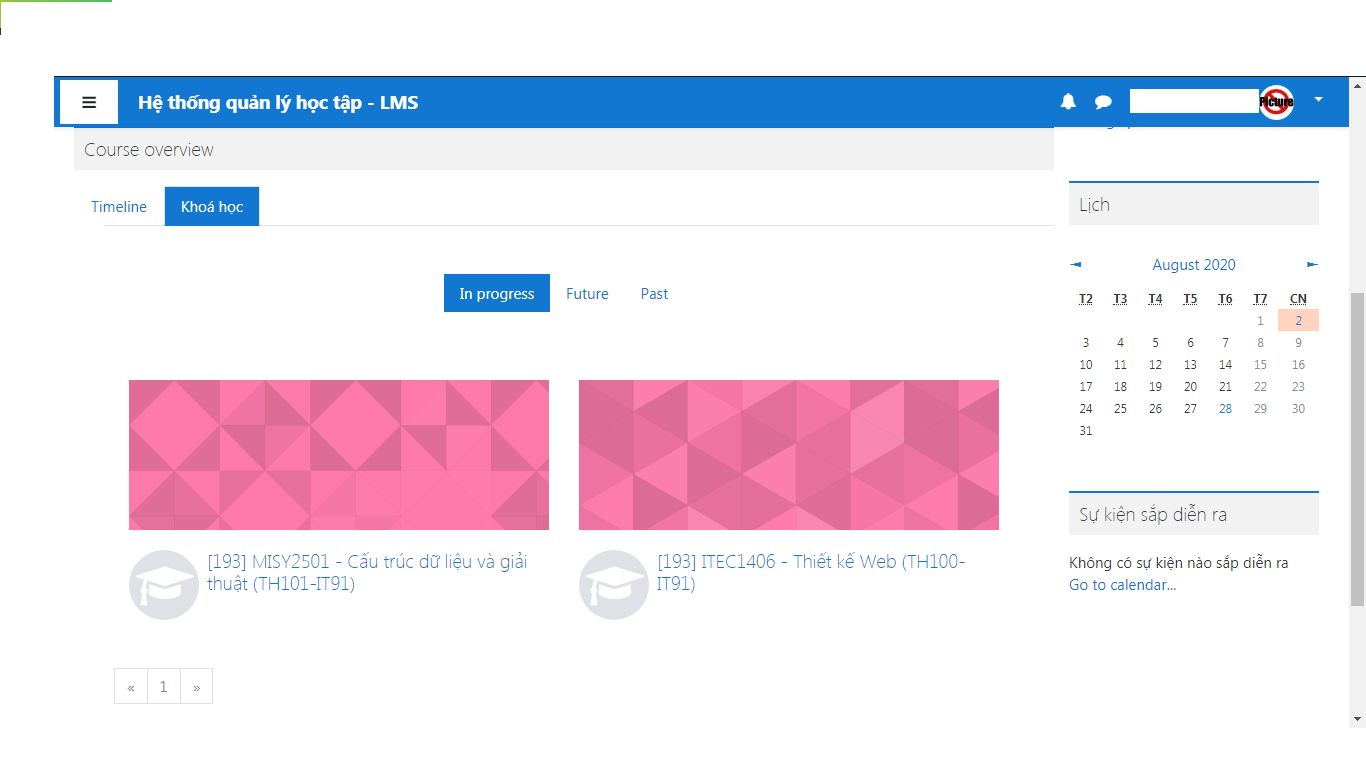 Hệ thống quản lý học tập - LMS
Picture
Course overview
Timeline
Khoá học
In progress
Future
Past
[193] MISY2501 - Cấu trúc dữ liệu và giải
thuật (TH101-IT91)
[193] ITEC1406 - Thiết kế Web (TH100-
IT91)
« 1 »
Lịch
◄ August 2020 ►
T2 T3 T4 T5 T6 T7 CN
1 2
3 4 5 6 7 8 9
10 11 12 13 14 15 16
17 18 19 20 21 22 23
24 25 26 27 28 29 30
31
Sự kiện sắp diễn ra
Không có sự kiện nào sắp diễn ra
Go to calendar...